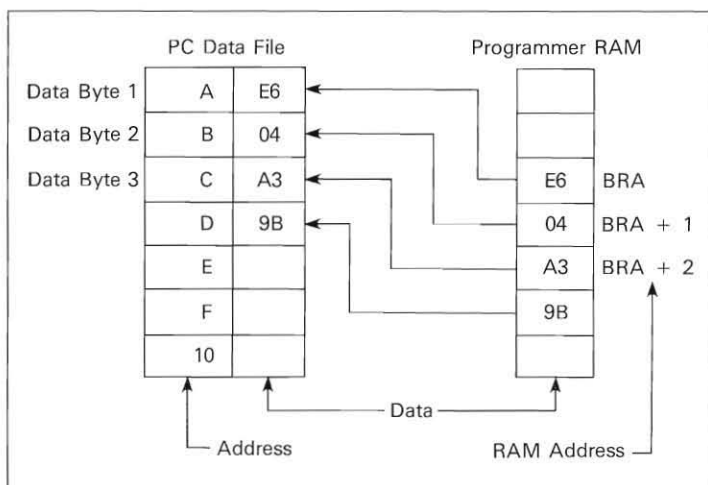 PC Data File Programmer RAM
Data Byte 1 A E6
Data Byte 2 B 04
Data Byte 3 C A3 E6 BRA
D 9B 04 BRA + 1
E A3 BRA + 2
F 9B
10
Data
Address RAM Address